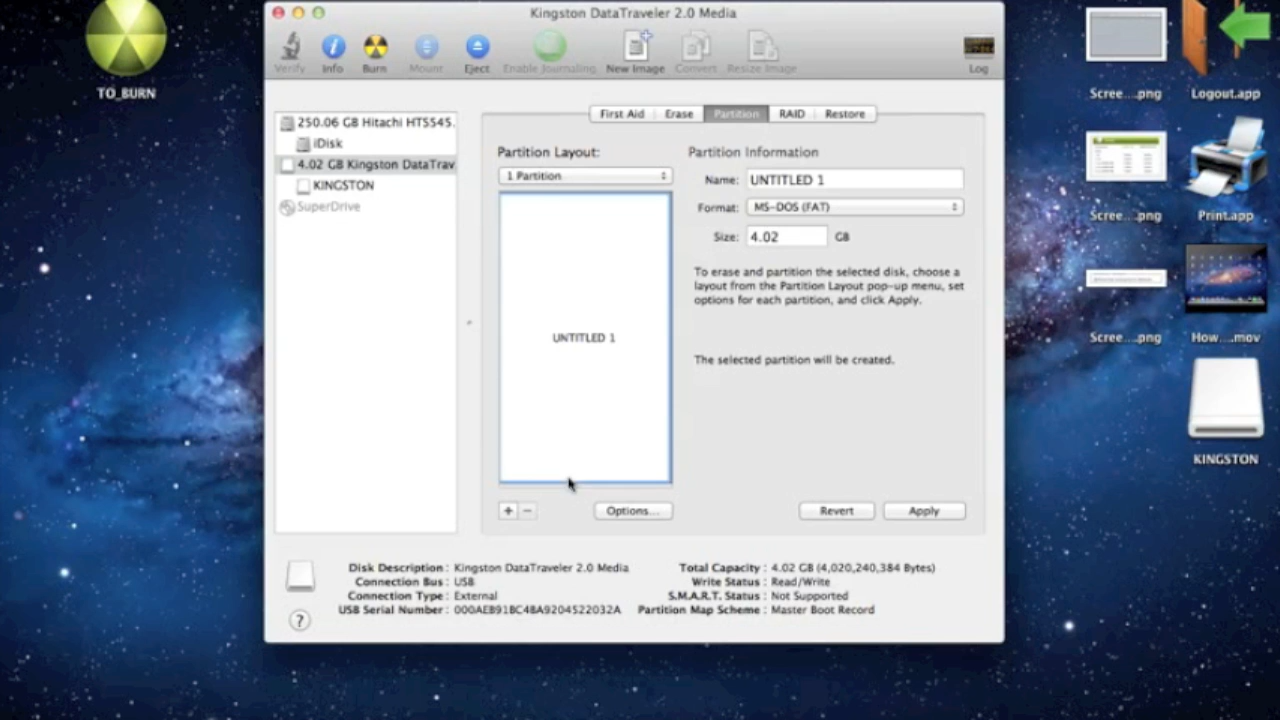 Kingston DataTraveler 2.0 Media
Verify
Info
Burn
Mount
Eject
Enable Journaling
New Image
Convert
Resize Image
Log
TO_BURN
250.06 GB Hitachi HTS545.
iDisk
4.02 GB Kingston DataTrav
KINGSTON
SuperDrive
First Aid
Erase
Partition
RAID
Restore
Partition Layout:
1 Partition
UNTITLED 1
+ −
Options...
Partition Information
Name: UNTITLED 1
Format: MS-DOS (FAT)
Size: 4.02 GB
To erase and partition the selected disk, choose a
layout from the Partition Layout pop-up menu, set
options for each partition, and click Apply.
The selected partition will be created.
Revert
Apply
Disk Description : Kingston DataTraveler 2.0 Media
Connection Bus : USB
Connection Type : External
USB Serial Number : 000AEB91BC4BA9204522032A
Total Capacity : 4.02 GB (4,020,240,384 Bytes)
Write Status : Read/Write
S.M.A.R.T. Status : Not Supported
Partition Map Scheme : Master Boot Record
?
Scree....png
Logout.app
Scree....png
Print.app
Scree....png
How....mov
KINGSTON